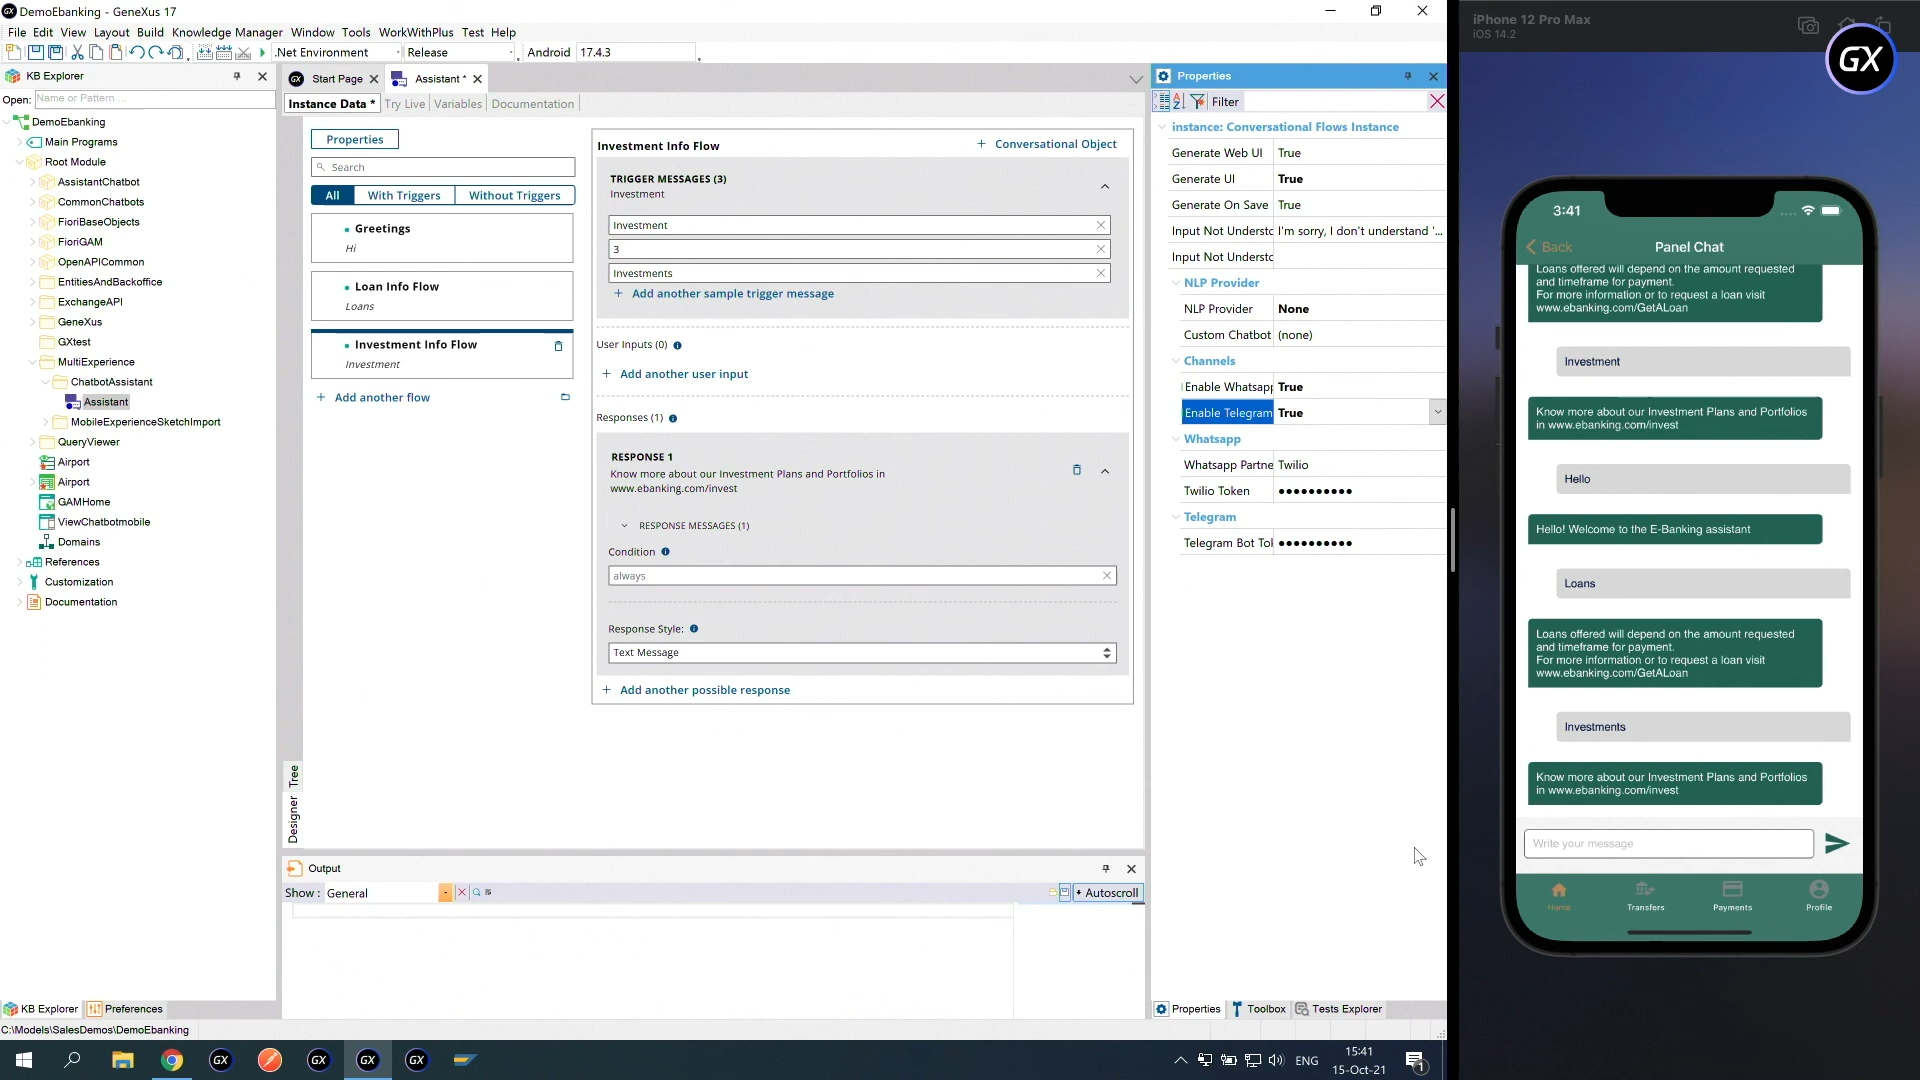 DemoEbanking - GeneXus 17
File Edit View Layout Build Knowledge Manager Window Tools WorkWithPlus Test Help
.Net Environment Release Android 17.4.3
KB Explorer
Open: Name or Pattern ...
DemoEbanking
Main Programs
Root Module
AssistantChatbot
CommonChatbots
FioriBaseObjects
FioriGAM
OpenAPICommon
EntitiesAndBackoffice
ExchangeAPI
GeneXus
GXtest
MultiExperience
ChatbotAssistant
Assistant
MobileExperienceSketchImport
QueryViewer
Airport
Airport
GAMHome
ViewChatbotmobile
Domains
References
Customization
Documentation
KB Explorer Preferences
C:\Models\SalesDemos\DemoEbanking
Start Page Assistant *
Instance Data * Try Live Variables Documentation
Properties
Search
All With Triggers Without Triggers
Greetings
Hi
Loan Info Flow
Loans
Investment Info Flow
Investment
+ Add another flow
Tree
Designer
Investment Info Flow + Conversational Object
TRIGGER MESSAGES (3)
Investment
Investment
3
Investments
+ Add another sample trigger message
User Inputs (0)
+ Add another user input
Responses (1)
RESPONSE 1
Know more about our Investment Plans and Portfolios in
www.ebanking.com/invest
RESPONSE MESSAGES (1)
Condition
always
Response Style:
Text Message
+ Add another possible response
Output
Show : General
Autoscroll
Properties
Filter
instance: Conversational Flows Instance
Generate Web UI True
Generate UI True
Generate On Save True
Input Not Understo I'm sorry, I don't understand '...
Input Not Understo
NLP Provider
NLP Provider None
Custom Chatbot (none)
Channels
Enable Whatsapp True
Enable Telegram True
Whatsapp
Whatsapp Partne Twilio
Twilio Token ●●●●●●●●●●
Telegram
Telegram Bot Tok ●●●●●●●●●●
Properties Toolbox Tests Explorer
ENG
15:41
15-Oct-21
1
iPhone 12 Pro Max
iOS 14.2
GX
3:41
Back Panel Chat
Loans offered will depend on the amount requested
and timeframe for payment.
For more information or to request a loan visit
www.ebanking.com/GetALoan
Investment
Know more about our Investment Plans and Portfolios
in www.ebanking.com/invest
Hello
Hello! Welcome to the E-Banking assistant
Loans
Loans offered will depend on the amount requested
and timeframe for payment.
For more information or to request a loan visit
www.ebanking.com/GetALoan
Investments
Know more about our Investment Plans and Portfolios
in www.ebanking.com/invest
Write your message
Home Transfers Payments Profile
GX GX GX GX